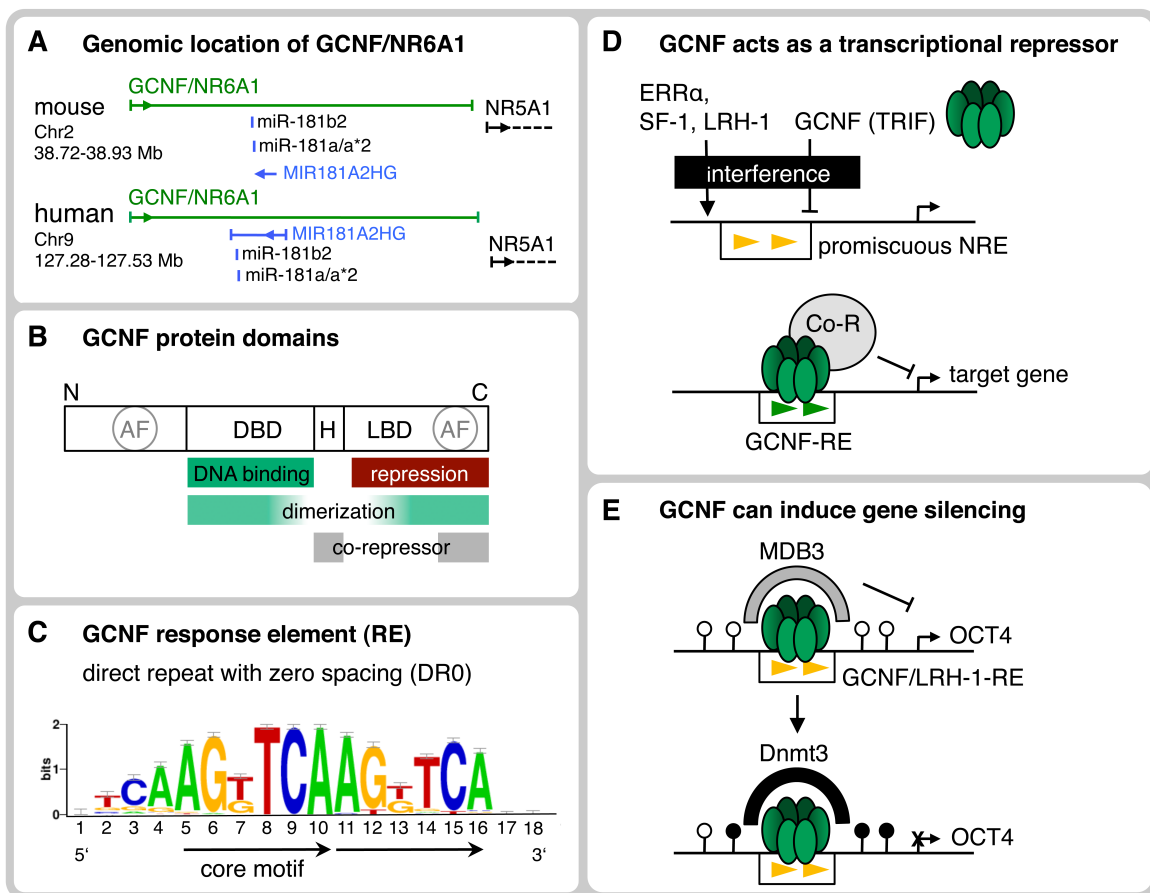 A Genomic location of GCNF/NR6A1
GCNF/NR6A1
mouse
Chr2
38.72-38.93 Mb
miR-181b2
miR-181a/a*2
MIR181A2HG
NR5A1
GCNF/NR6A1
human
Chr9
127.28-127.53 Mb
MIR181A2HG
miR-181b2
miR-181a/a*2
NR5A1
B GCNF protein domains
N C
AF DBD H LBD AF
DNA binding repression
dimerization
co-repressor
C GCNF response element (RE)
direct repeat with zero spacing (DR0)
2
1
0
bits
TCAAGTTCAAGTTCA
1 2 3 4 5 6 7 8 9 10 11 12 13 14 15 16 17 18
5‘ 3‘
core motif
D GCNF acts as a transcriptional repressor
ERRα,
SF-1, LRH-1 GCNF (TRIF)
interference
promiscuous NRE
Co-R
target gene
GCNF-RE
E GCNF can induce gene silencing
MDB3
OCT4
GCNF/LRH-1-RE
Dnmt3
x OCT4